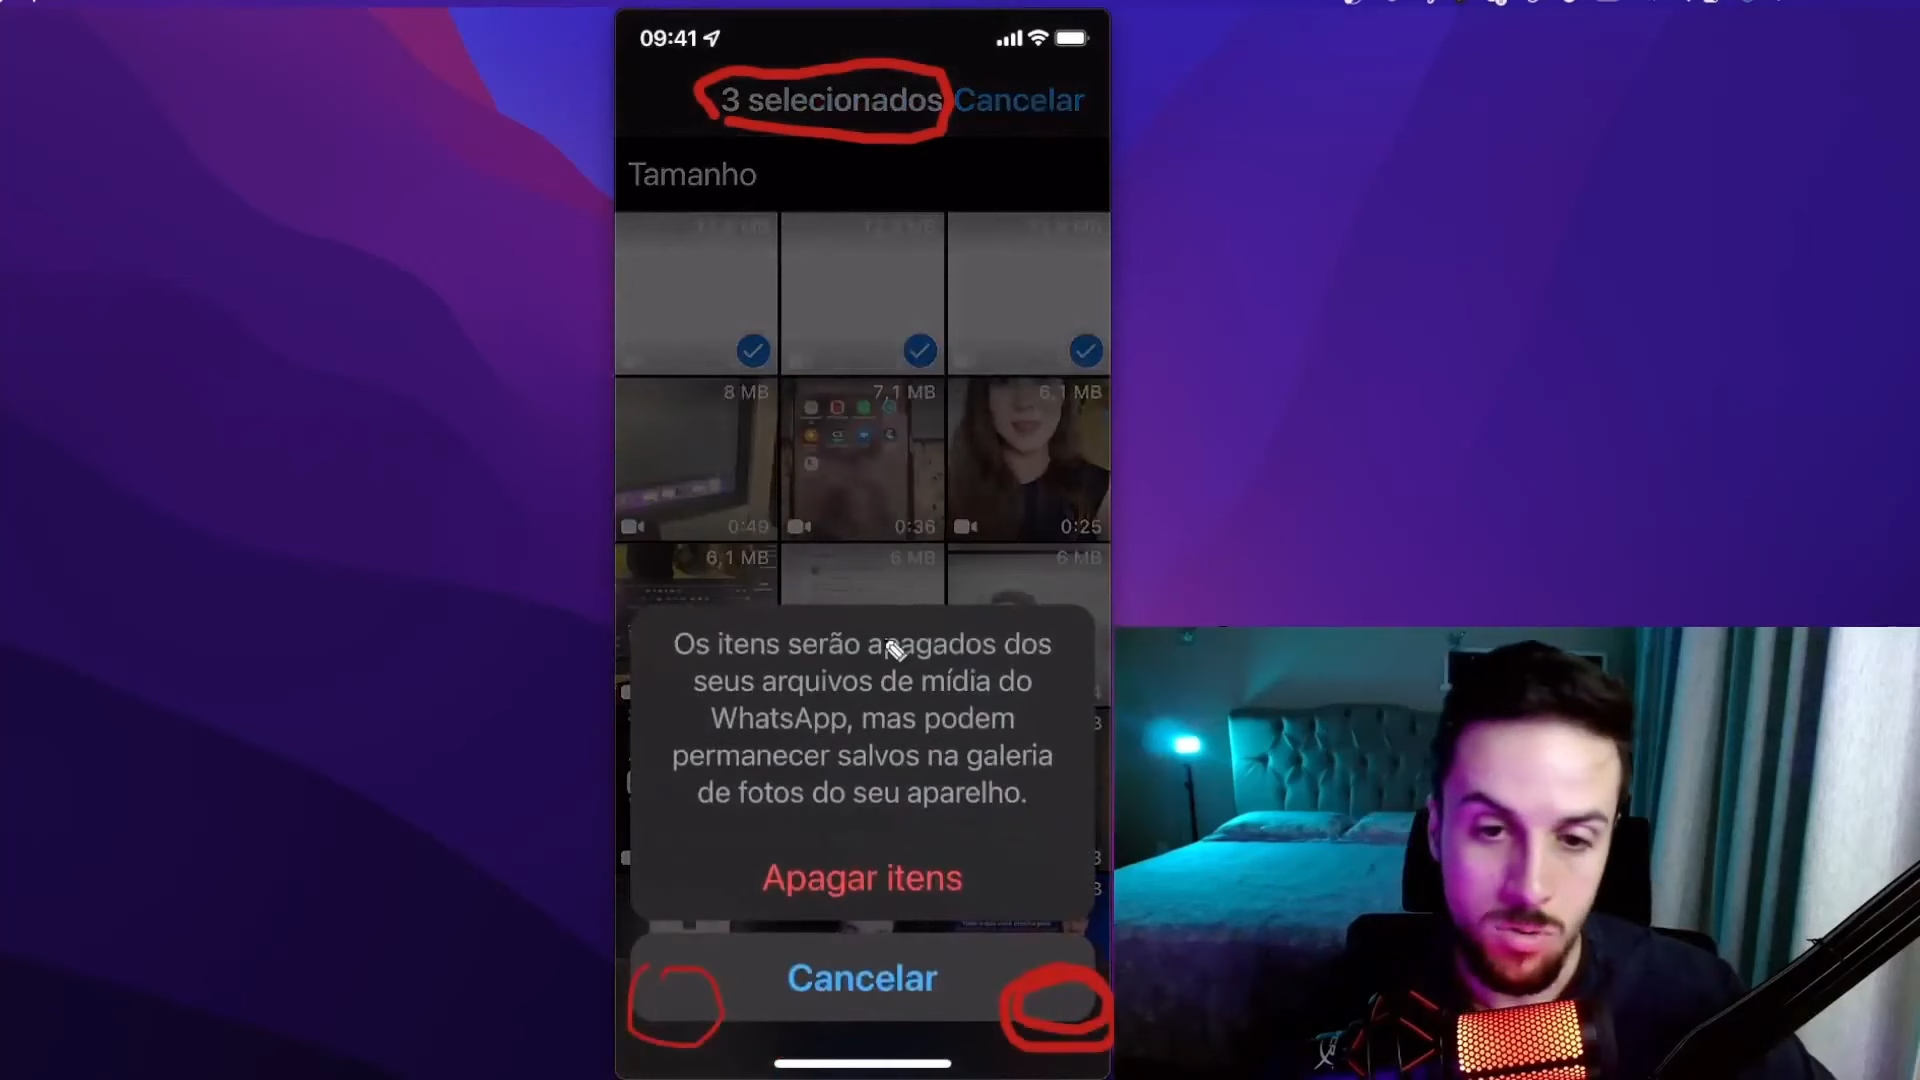 09:41
3 selecionados Cancelar
Tamanho
8 MB 7,1 MB 6,1 MB
0:49 0:36 0:25
6,1 MB 6 MB 6 MB
Os itens serão apagados dos
seus arquivos de mídia do
WhatsApp, mas podem
permanecer salvos na galeria
de fotos do seu aparelho.
Apagar itens
Cancelar